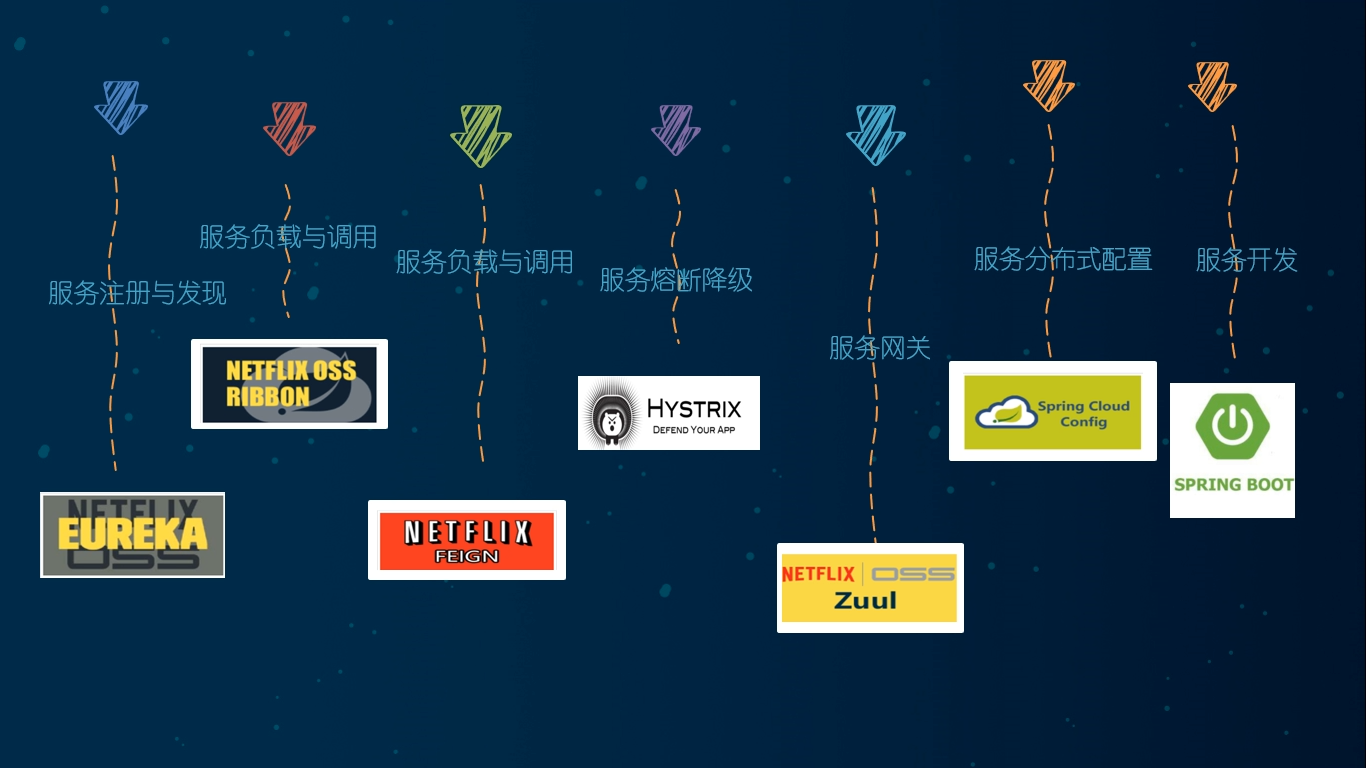 服务注册与发现
NETFLIX
EUREKA
OSS
服务负载与调用
NETFLIX OSS
RIBBON
服务负载与调用
NETFLIX
FEIGN
服务熔断降级
HYSTRIX
DEFEND YOUR APP
服务网关
NETFLIX OSS
Zuul
服务分布式配置
Spring Cloud
Config
服务开发
SPRING BOOT